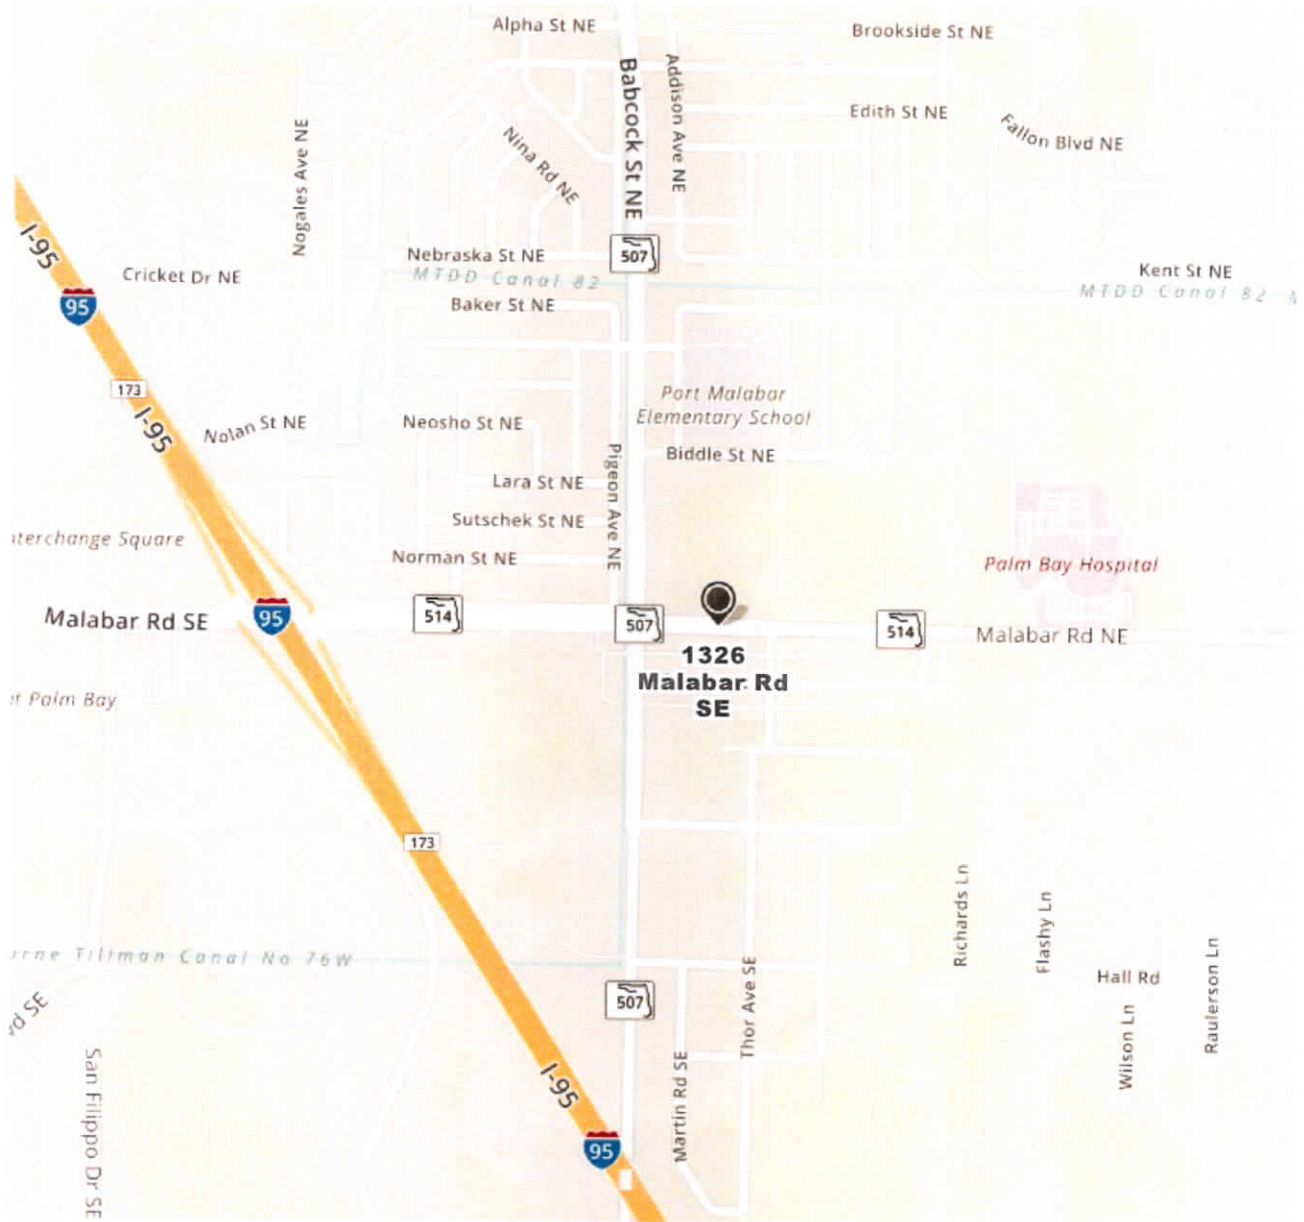 Alpha St NE
Brookside St NE
Babcock St NE
Addison Ave NE
Edith St NE
Fallon Blvd NE
Nogales Ave NE
Nina Rd NE
I-95
Nebraska St NE
507
Kent St NE
Cricket Dr NE
MTDD Canal 82
MTDD Canal 82 M
95
Baker St NE
173
I-95
Port Malabar
Elementary School
Nolan St NE
Neosho St NE
Pigeon Ave NE
Biddle St NE
Lara St NE
Sutschek St NE
nterchange Square
Norman St NE
Palm Bay Hospital
Malabar Rd SE
95
514
507
514
Malabar Rd NE
1326
Malabar Rd
SE
t Palm Bay
173
Richards Ln
Flashy Ln
rne Tillman Canal No 76W
Thor Ave SE
Hall Rd
Raulerson Ln
vd SE
507
Wilson Ln
San Filippo Dr SE
I-95
Martin Rd SE
95